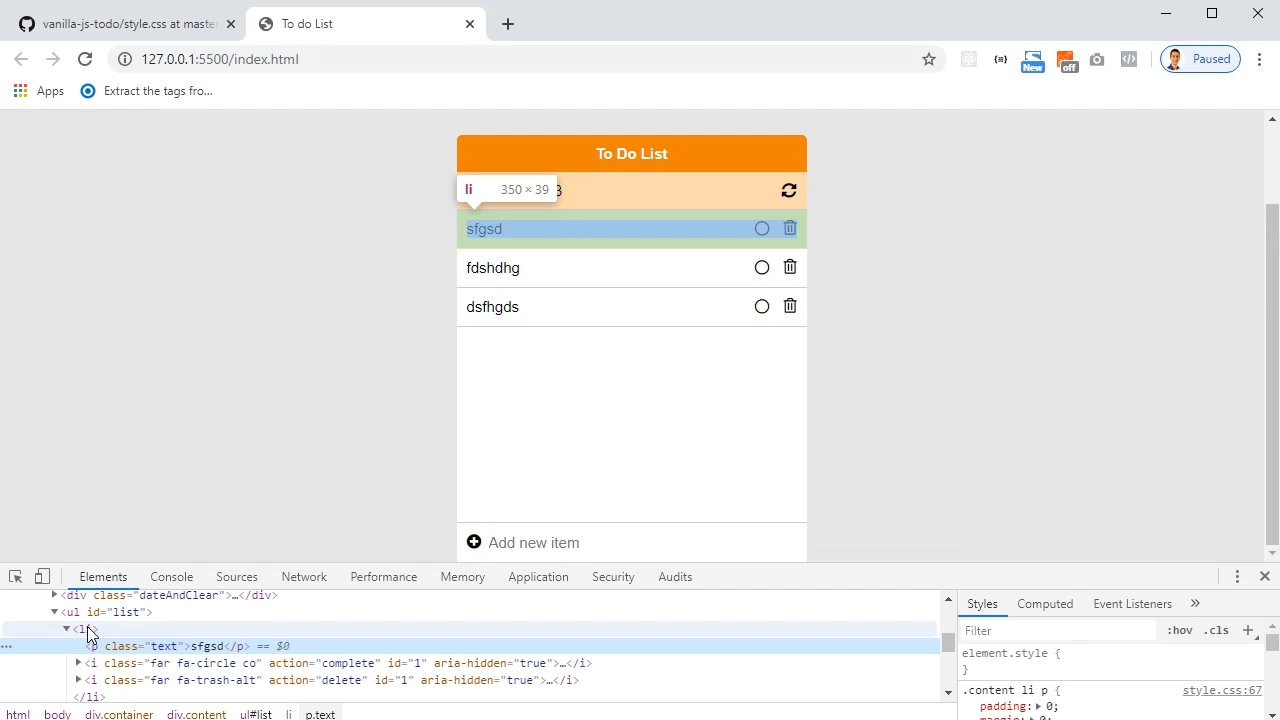 vanilla-js-todo/style.css at maste
To do List
127.0.0.1:5500/index.html
New
off
Paused
Apps
Extract the tags fro...
To Do List
li 350 × 39
sfgsd
fdshdhg
dsfhgds
Add new item
Elements Console Sources Network Performance Memory Application Security Audits
<div class="dateAndClear">…</div>
<ul id="list">
<li>
<p class="text">sfgsd</p> == $0
<i class="far fa-circle co" action="complete" id="1" aria-hidden="true">…</i>
<i class="far fa-trash-alt" action="delete" id="1" aria-hidden="true">…</i>
</li>
html body div.container div.content ul#list li p.text
Styles Computed Event Listeners »
Filter :hov .cls +
element.style {
}
.content li p { style.css:67
padding: 0;
margin: 0;